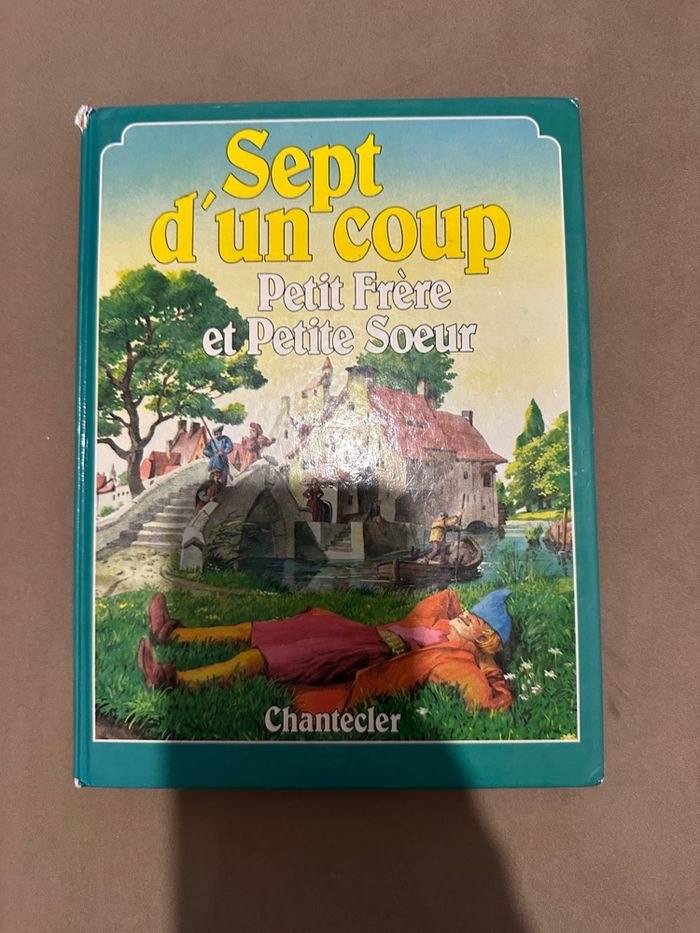 Sept
d'un coup
Petit Frère
et Petite Soeur
Chantecler